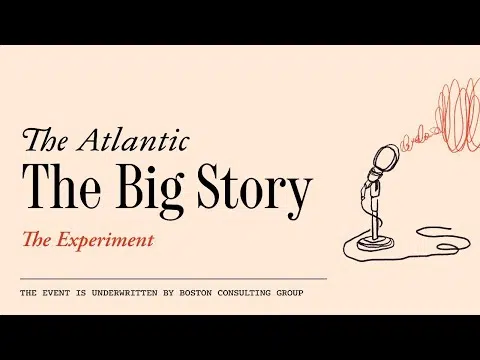 The Atlantic
The Big Story
The Experiment
THE EVENT IS UNDERWRITTEN BY BOSTON CONSULTING GROUP